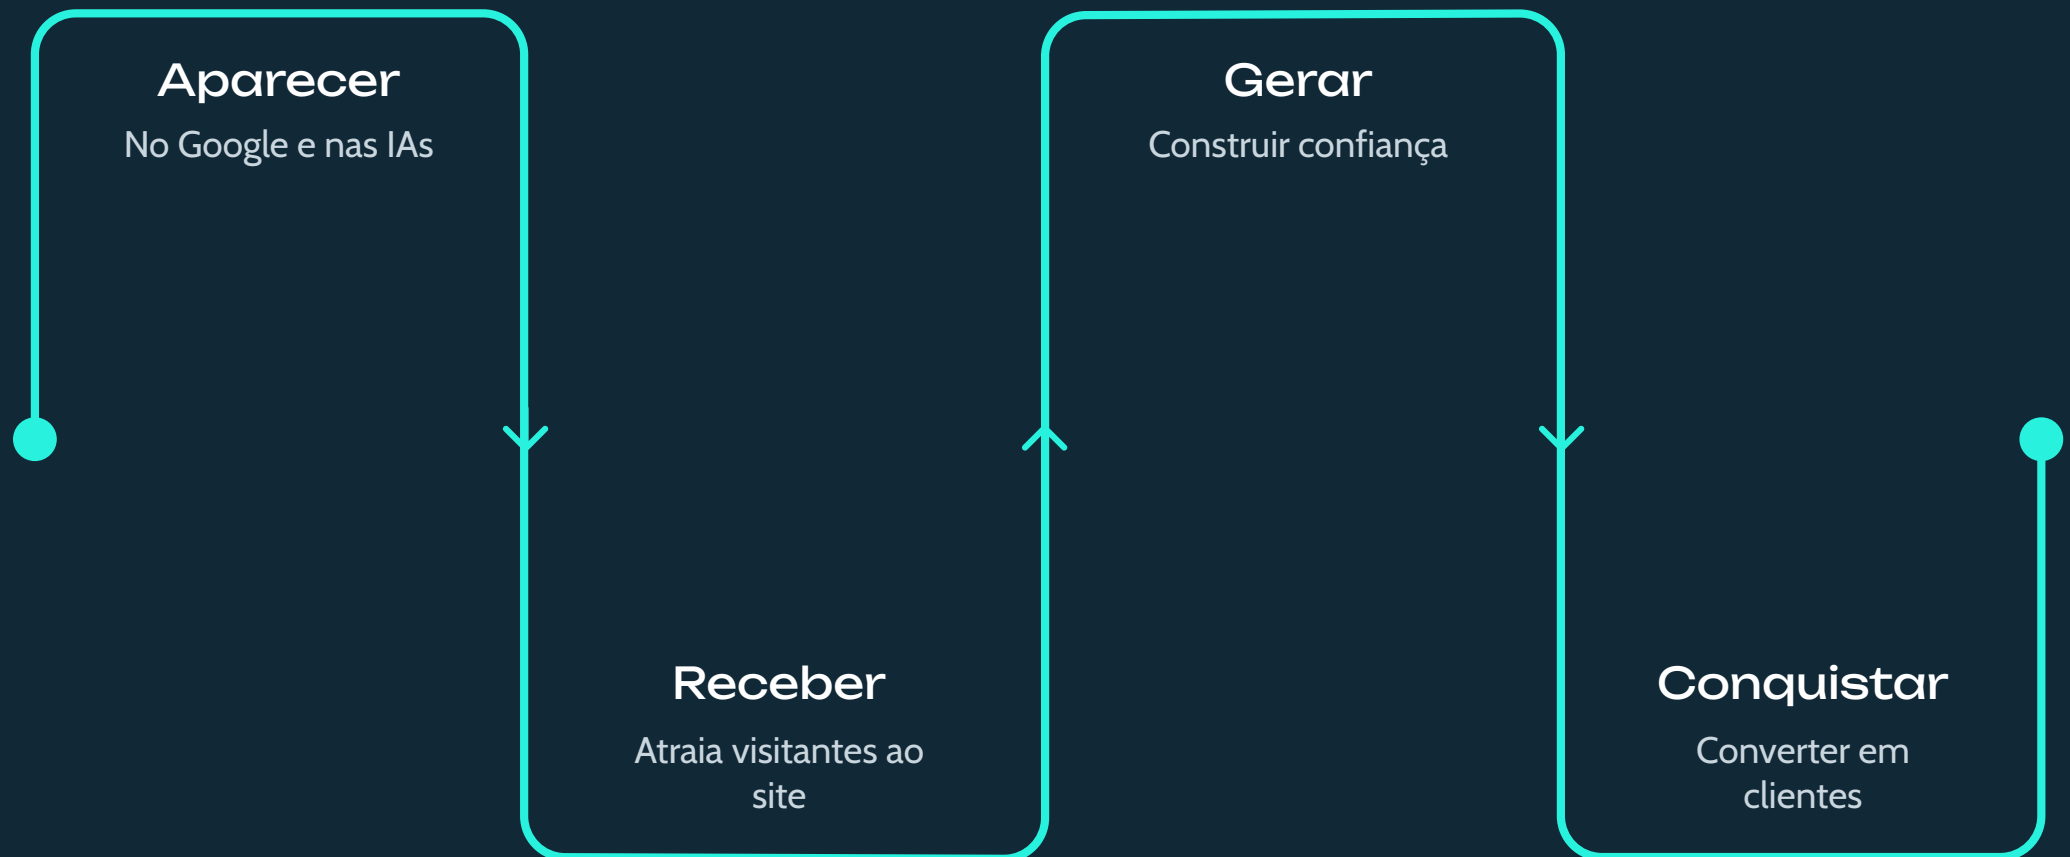 Aparecer
No Google e nas IAs
Receber
Atraia visitantes ao
site
Gerar
Construir confiança
Conquistar
Converter em
clientes